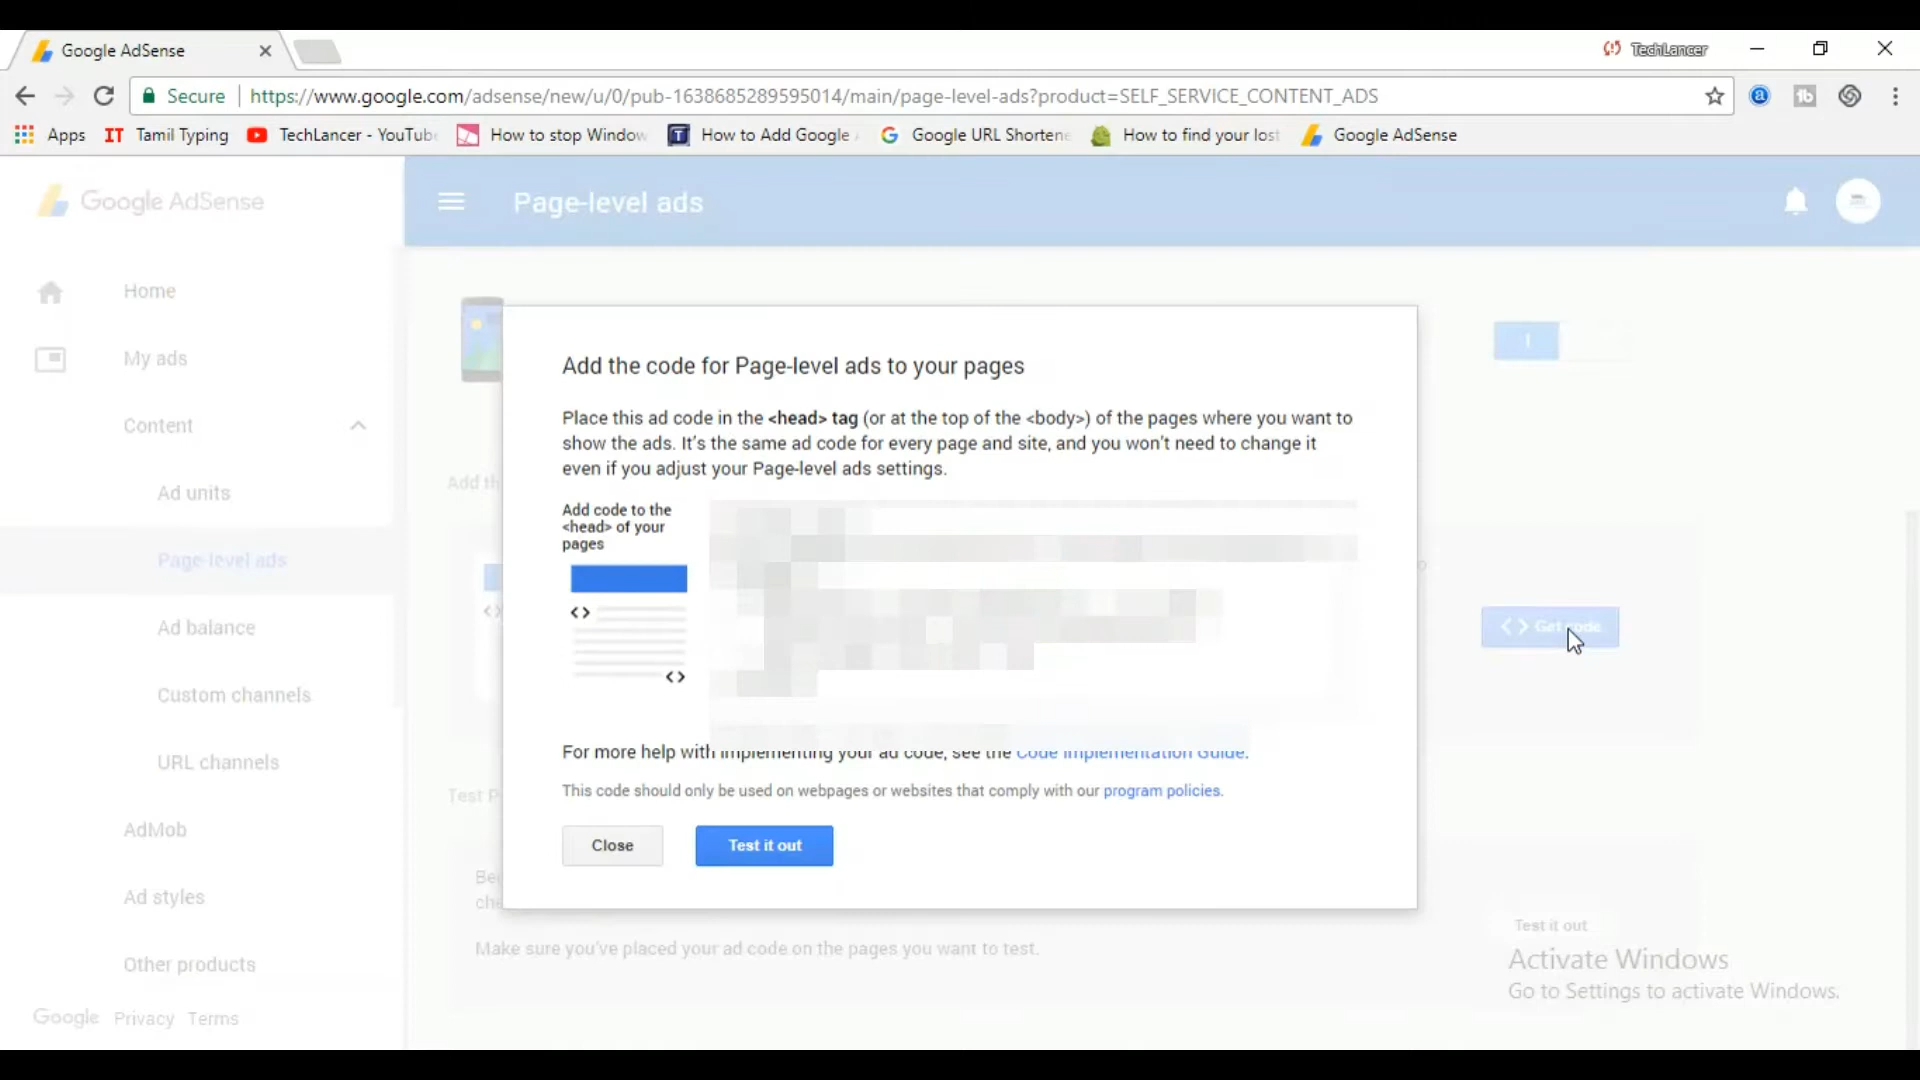 Google AdSense
TechLancer
Secure
https://www.google.com/adsense/new/u/0/pub-1638685289595014/main/page-level-ads?product=SELF_SERVICE_CONTENT_ADS
Apps
Tamil Typing
TechLancer - YouTub
How to stop Window
How to Add Google
Google URL Shortene
How to find your lost
Google AdSense
Google AdSense
Page-level ads
Home
My ads
Content
Ad units
Page-level ads
Ad balance
Custom channels
URL channels
AdMob
Ad styles
Other products
Google Privacy Terms
Add th
Add the code for Page-level ads to your pages
Place this ad code in the <head> tag (or at the top of the <body>) of the pages where you want to
show the ads. It's the same ad code for every page and site, and you won't need to change it
even if you adjust your Page-level ads settings.
Add code to the
<head> of your
pages
<>
<>
For more help with implementing your ad code, see the Code Implementation Guide.
This code should only be used on webpages or websites that comply with our program policies.
Close
Test it out
<> Get code
Test P
Be
che
Make sure you've placed your ad code on the pages you want to test.
Test it out
Activate Windows
Go to Settings to activate Windows.